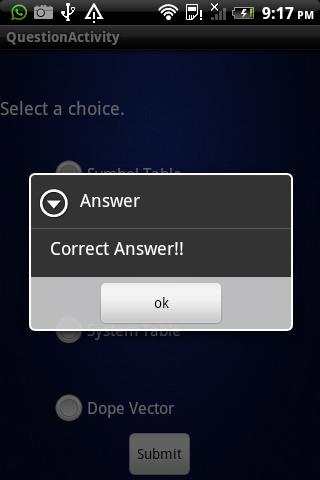 9:17 PM
QuestionActivity
Select a choice.
Symbol Table
Answer
Correct Answer!!
ok
System Table
Dope Vector
Submit